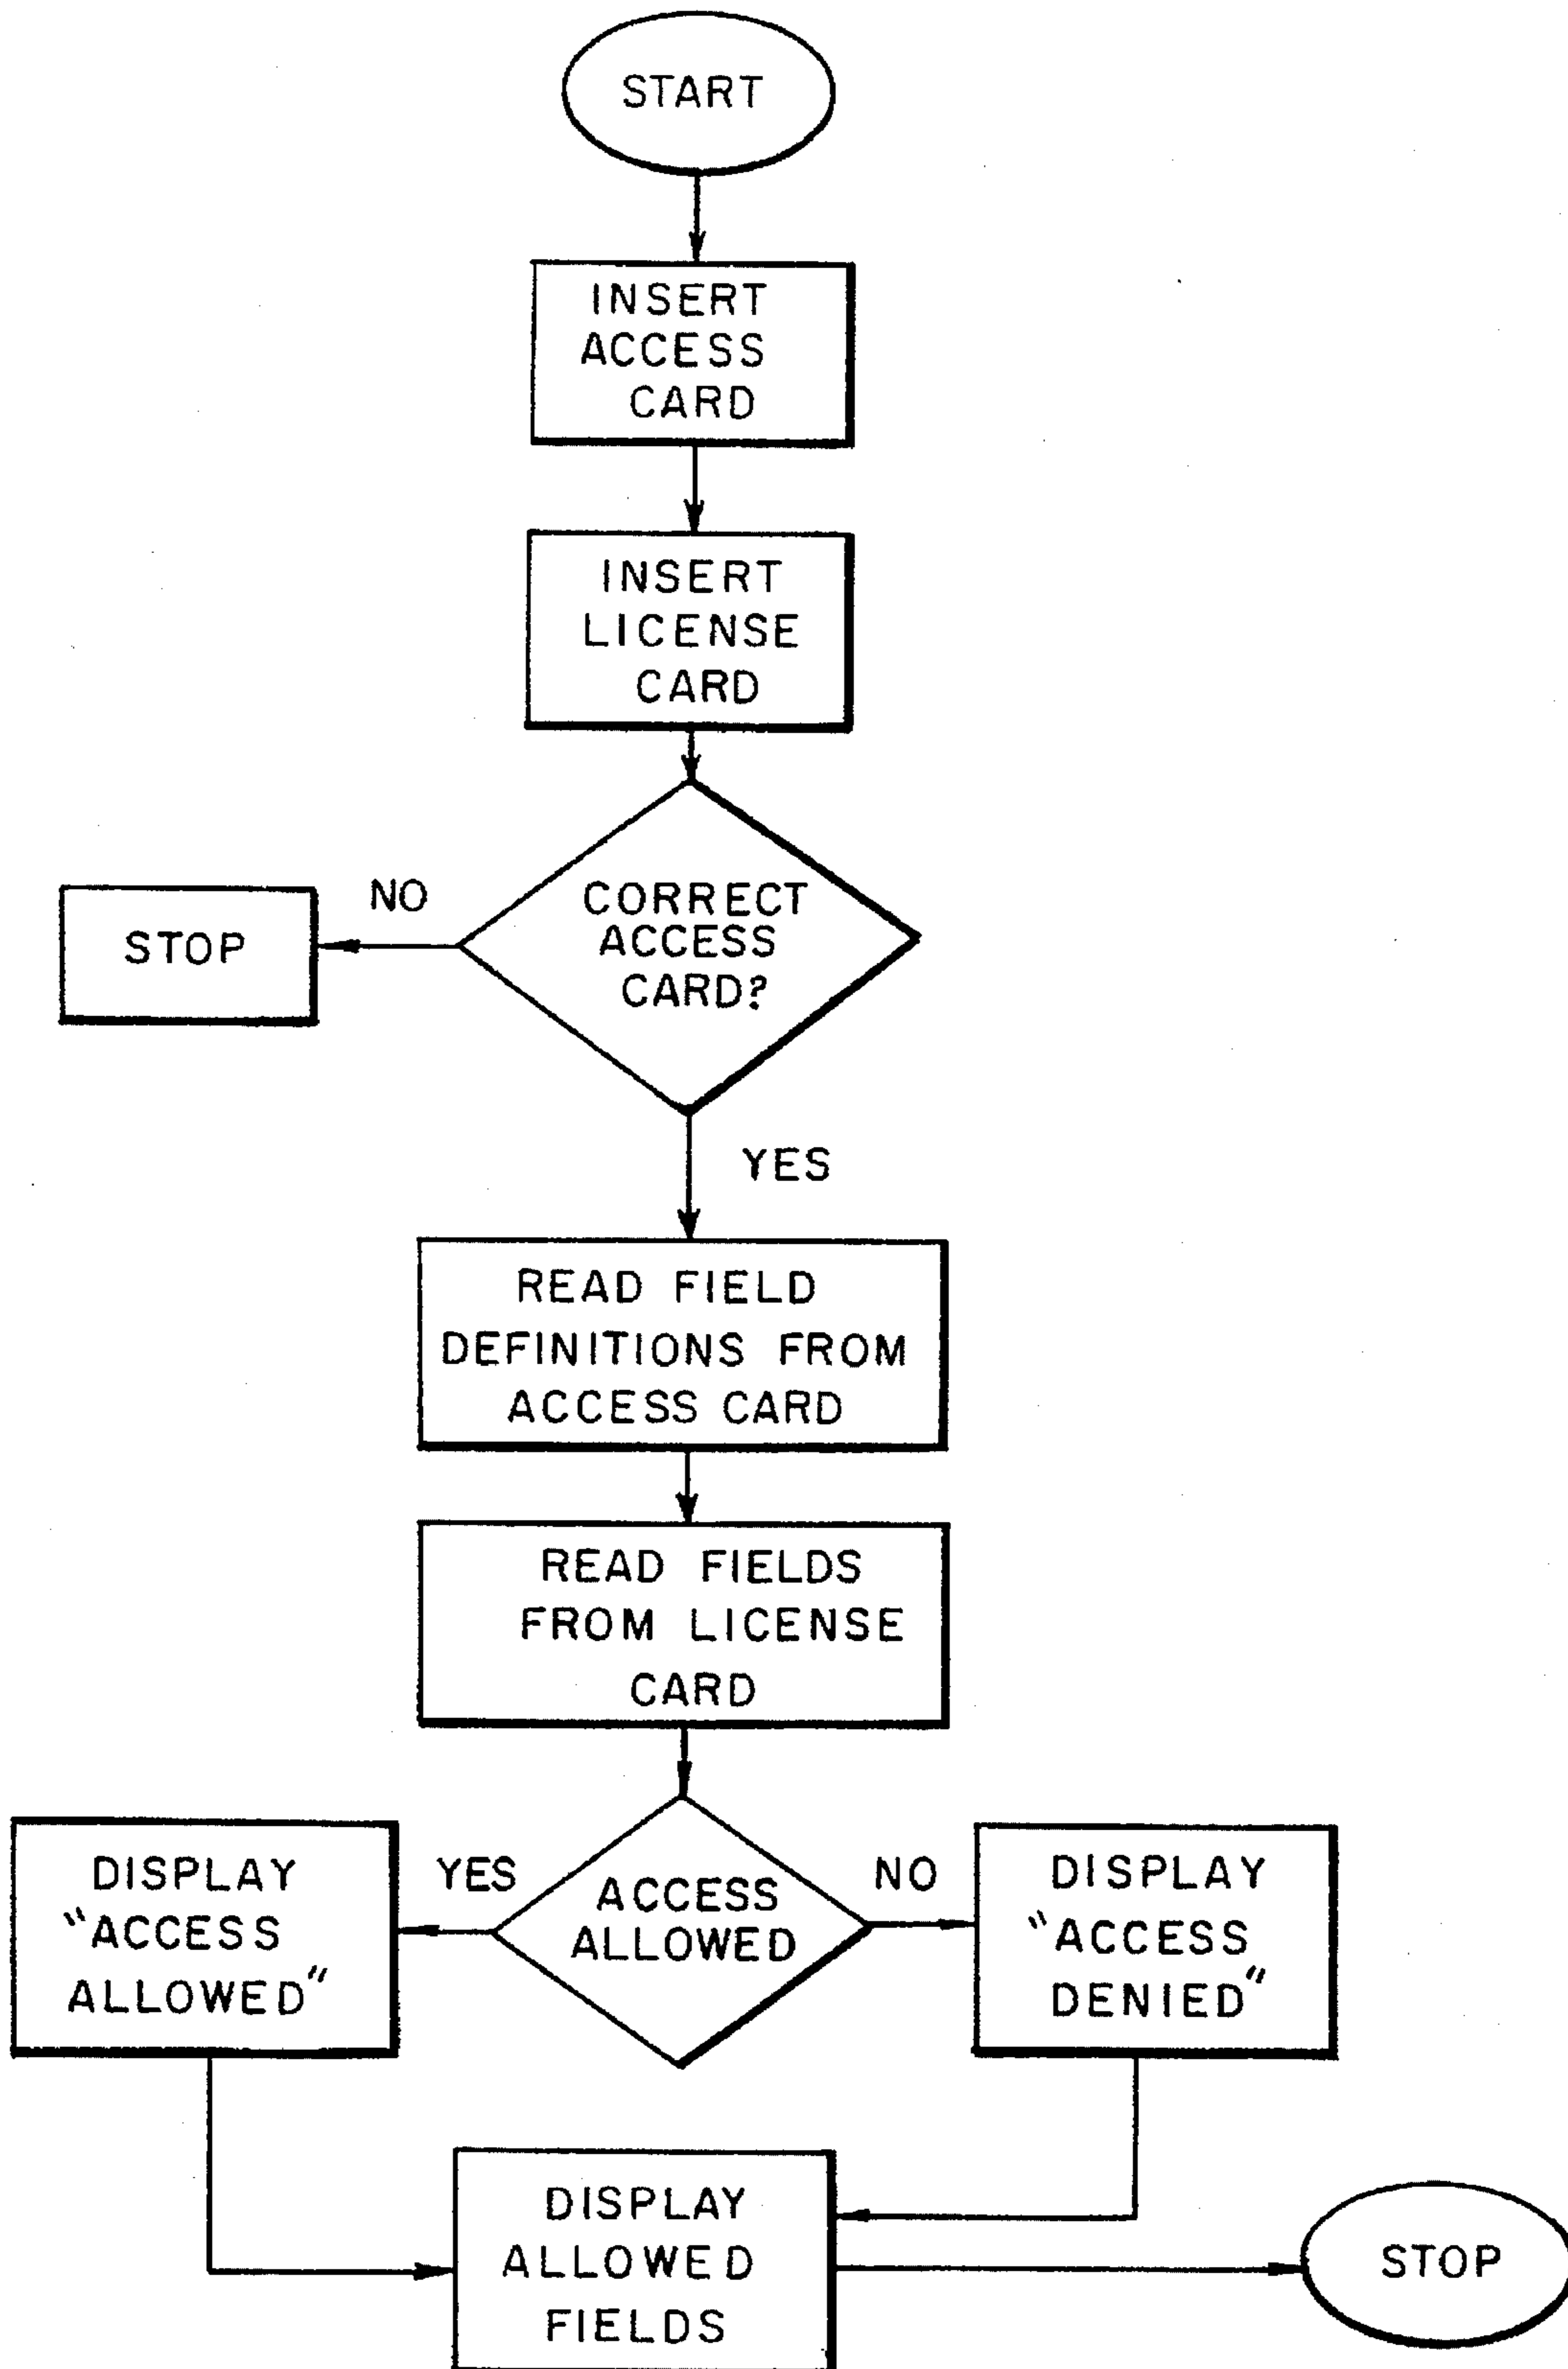 START
INSERT
ACCESS
CARD
INSERT
LICENSE
CARD
CORRECT
ACCESS
CARD?
NO
STOP
YES
READ FIELD
DEFINITIONS FROM
ACCESS CARD
READ FIELDS
FROM LICENSE
CARD
ACCESS
ALLOWED
YES
DISPLAY
"ACCESS
ALLOWED"
NO
DISPLAY
"ACCESS
DENIED"
DISPLAY
ALLOWED
FIELDS
STOP